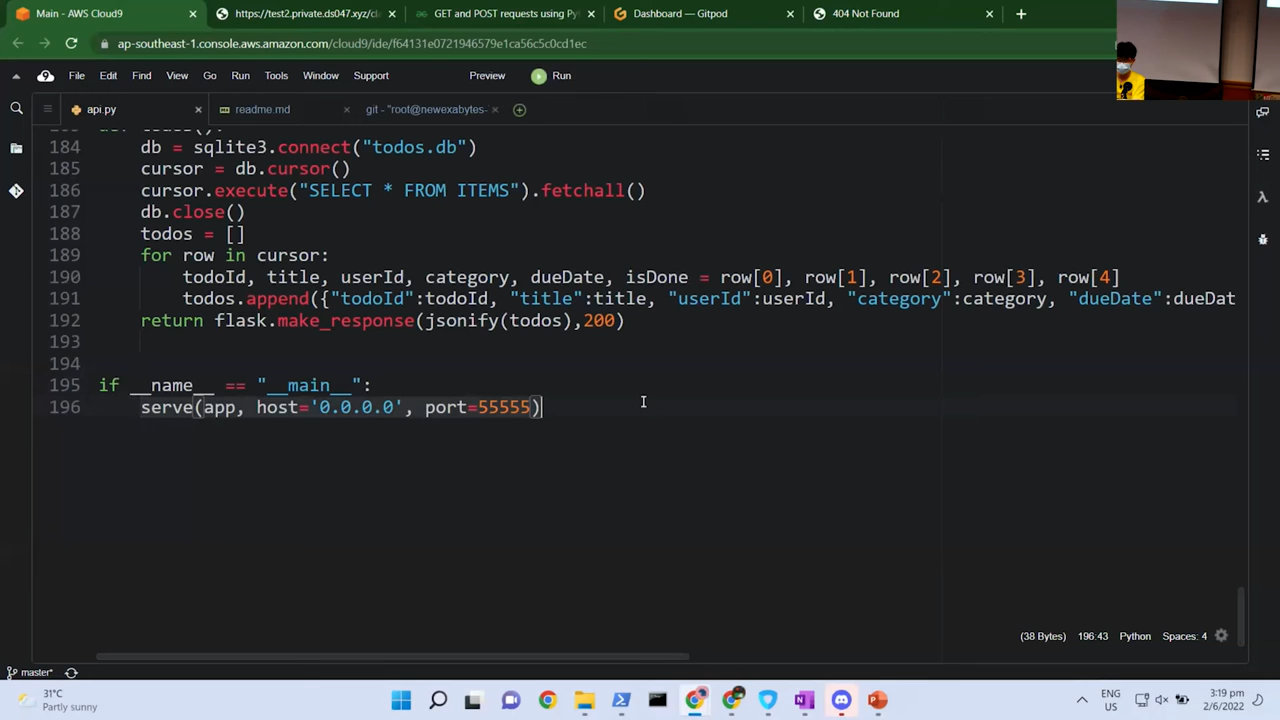 Main - AWS Cloud9
https://test2.private.ds047.xyz/cl
GET and POST requests using Pyt
Dashboard — Gitpod
404 Not Found
ap-southeast-1.console.aws.amazon.com/cloud9/ide/f64131e0721946579e1ca56c5c0cd1ec
File Edit Find View Go Run Tools Window Support Preview Run
api.py
readme.md
git - "root@newexabytes-
184 db = sqlite3.connect("todos.db")
185 cursor = db.cursor()
186 cursor.execute("SELECT * FROM ITEMS").fetchall()
187 db.close()
188 todos = []
189 for row in cursor:
190 todoId, title, userId, category, dueDate, isDone = row[0], row[1], row[2], row[3], row[4]
191 todos.append({"todoId":todoId, "title":title, "userId":userId, "category":category, "dueDate":dueDat
192 return flask.make_response(jsonify(todos),200)
193
194
195 if __name__ == "__main__":
196 serve(app, host='0.0.0.0', port=55555)
(38 Bytes) 196:43 Python Spaces: 4
master*
31°C
Partly sunny
ENG
US
3:19 pm
2/6/2022